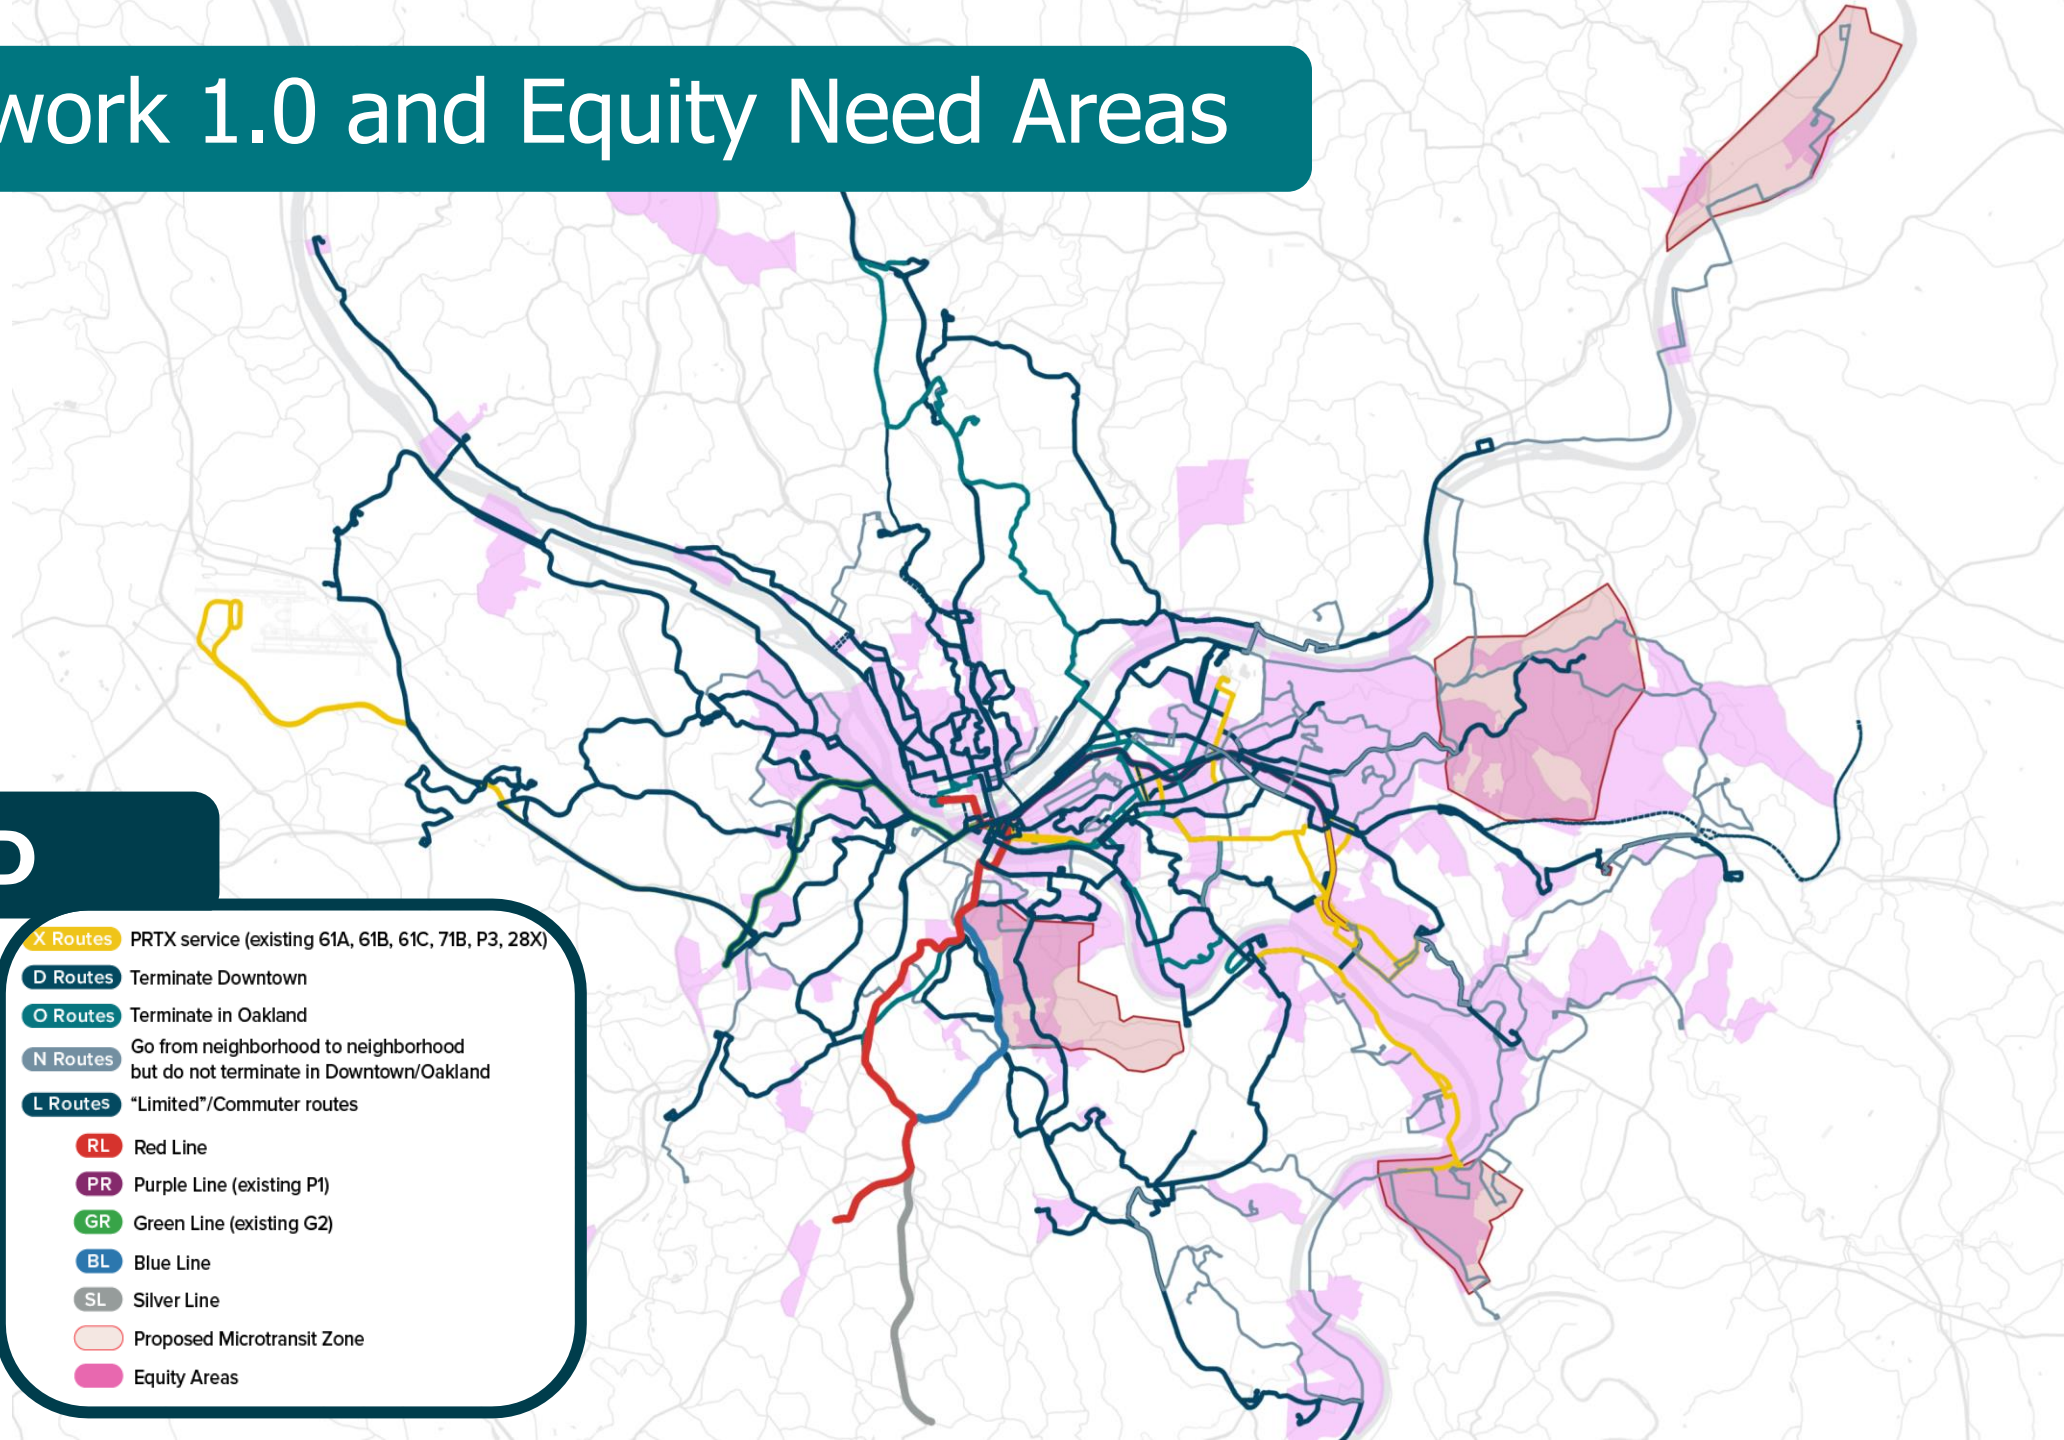 work 1.0 and Equity Need Areas
X Routes PRTX service (existing 61A, 61B, 61C, 71B, P3, 28X)
D Routes Terminate Downtown
O Routes Terminate in Oakland
N Routes Go from neighborhood to neighborhood
but do not terminate in Downtown/Oakland
L Routes "Limited"/Commuter routes
RL Red Line
PR Purple Line (existing P1)
GR Green Line (existing G2)
BL Blue Line
SL Silver Line
Proposed Microtransit Zone
Equity Areas